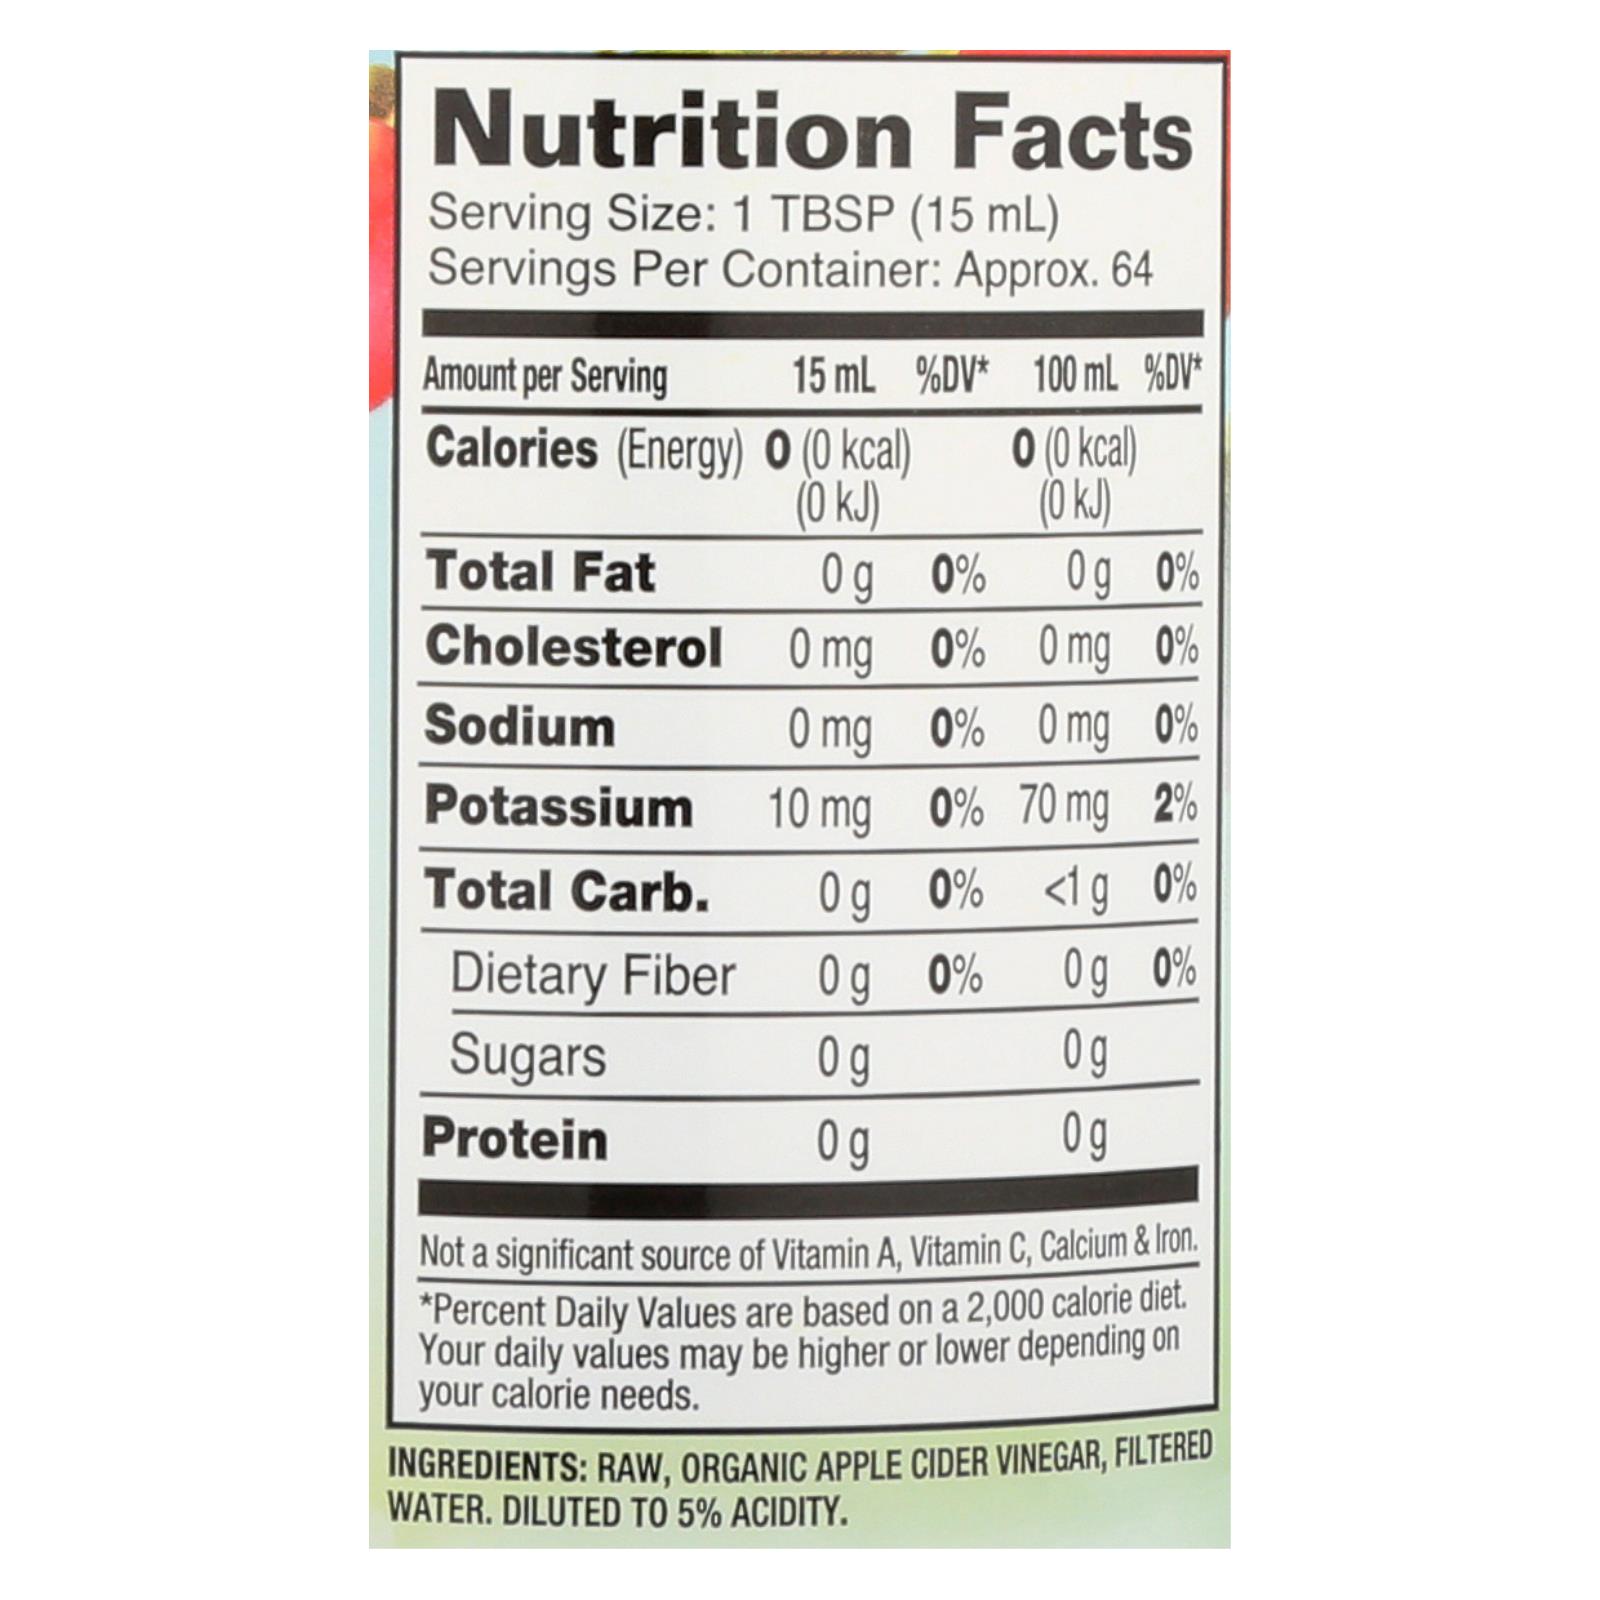 Nutrition Facts
Serving Size: 1 TBSP (15 mL)
Servings Per Container: Approx. 64
Amount per Serving 15 mL %DV* 100 mL %DV*
Calories (Energy) 0 (0 kcal) 0 (0 kcal)
(0 kJ) (0 kJ)
Total Fat 0 g 0% 0 g 0%
Cholesterol 0 mg 0% 0 mg 0%
Sodium 0 mg 0% 0 mg 0%
Potassium 10 mg 0% 70 mg 2%
Total Carb. 0 g 0% <1 g 0%
Dietary Fiber 0 g 0% 0 g 0%
Sugars 0 g 0 g
Protein 0 g 0 g
Not a significant source of Vitamin A, Vitamin C, Calcium & Iron.
*Percent Daily Values are based on a 2,000 calorie diet.
Your daily values may be higher or lower depending on
your calorie needs.
INGREDIENTS: RAW, ORGANIC APPLE CIDER VINEGAR, FILTERED
WATER. DILUTED TO 5% ACIDITY.